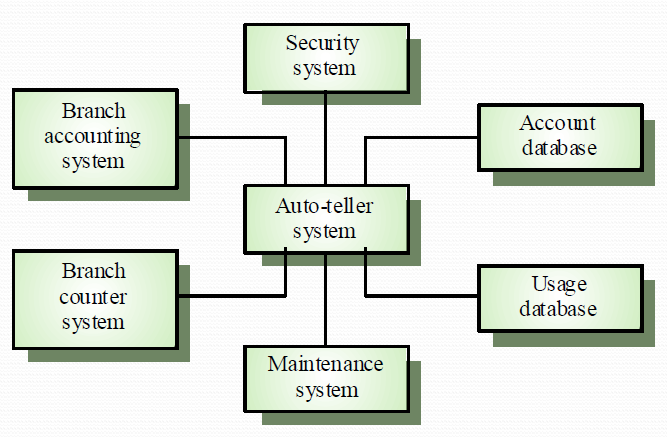 Security
system
Branch
accounting
system
Account
database
Auto-teller
system
Branch
counter
system
Usage
database
Maintenance
system